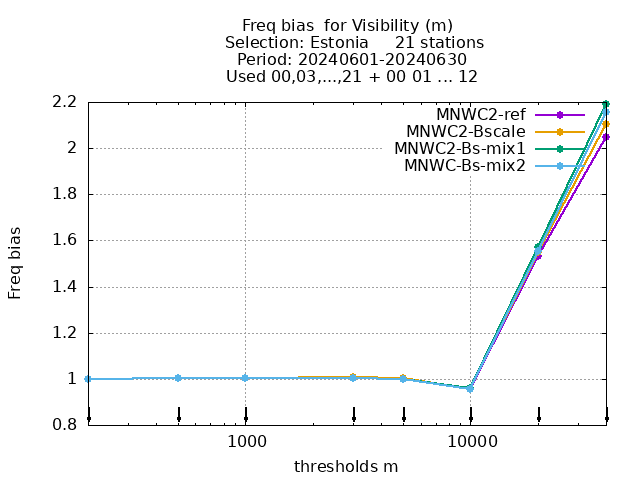 Freq bias  for Visibility (m)
Selection: Estonia     21 stations
Period: 20240601-20240630
Used 00,03,...,21 + 00 01 ... 12
MNWC2-ref
MNWC2-Bscale
MNWC2-Bs-mix1
MNWC-Bs-mix2
Freq bias
2.2
2
1.8
1.6
1.4
1.2
1
0.8
1000
10000
thresholds m